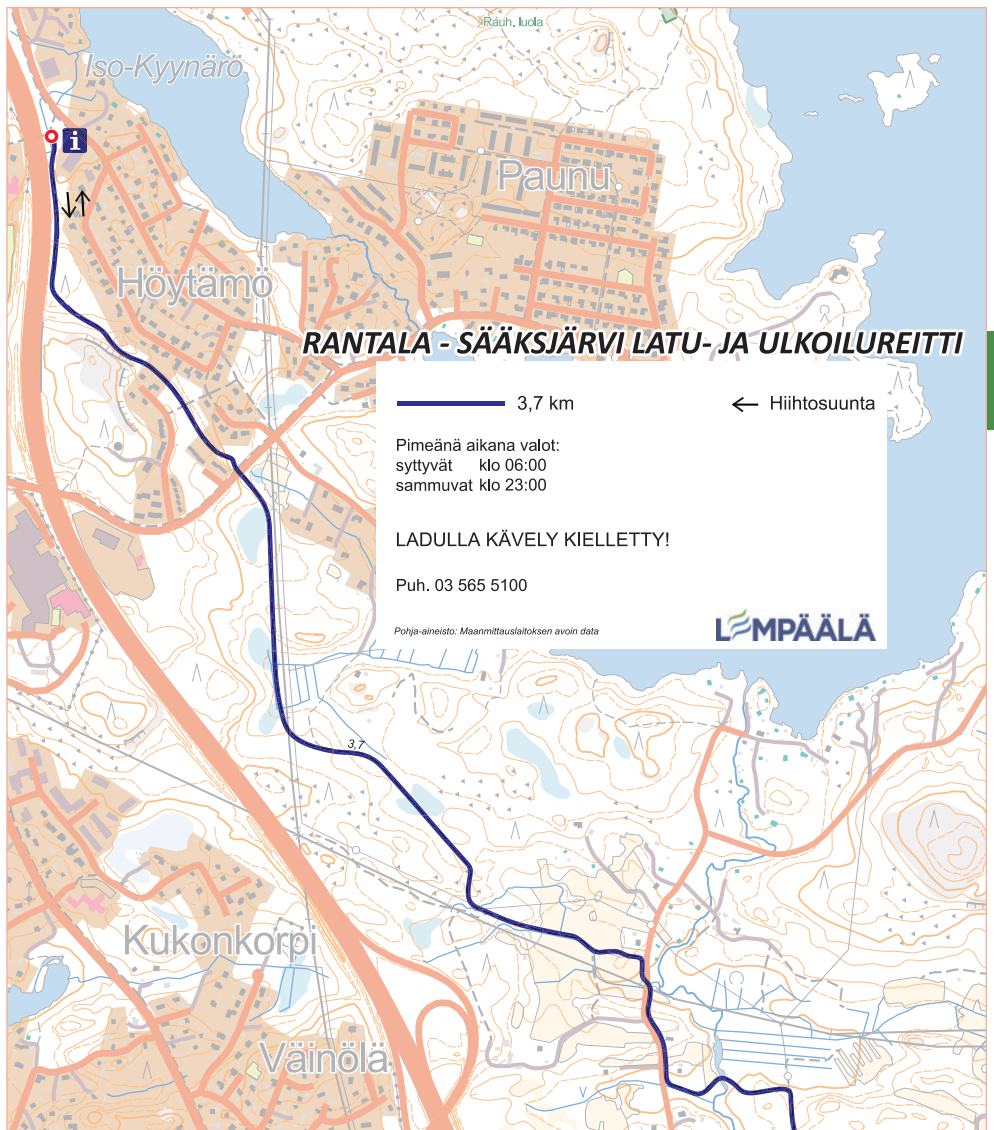 Rauh. luola
Iso-Kyynärö
i
Paunu
Höytämö
RANTALA - SÄÄKSJÄRVI LATU- JA ULKOILUREITTI
3,7 km
Hiihtosuunta
Pimeänä aikana valot:
syttyvät klo 06:00
sammuvat klo 23:00
LADULLA KÄVELY KIELLETTY!
Puh. 03 565 5100
Pohja-aineisto: Maanmittauslaitoksen avoin data
LEMPÄÄLÄ
3,7
Kukonkorpi
Väinölä